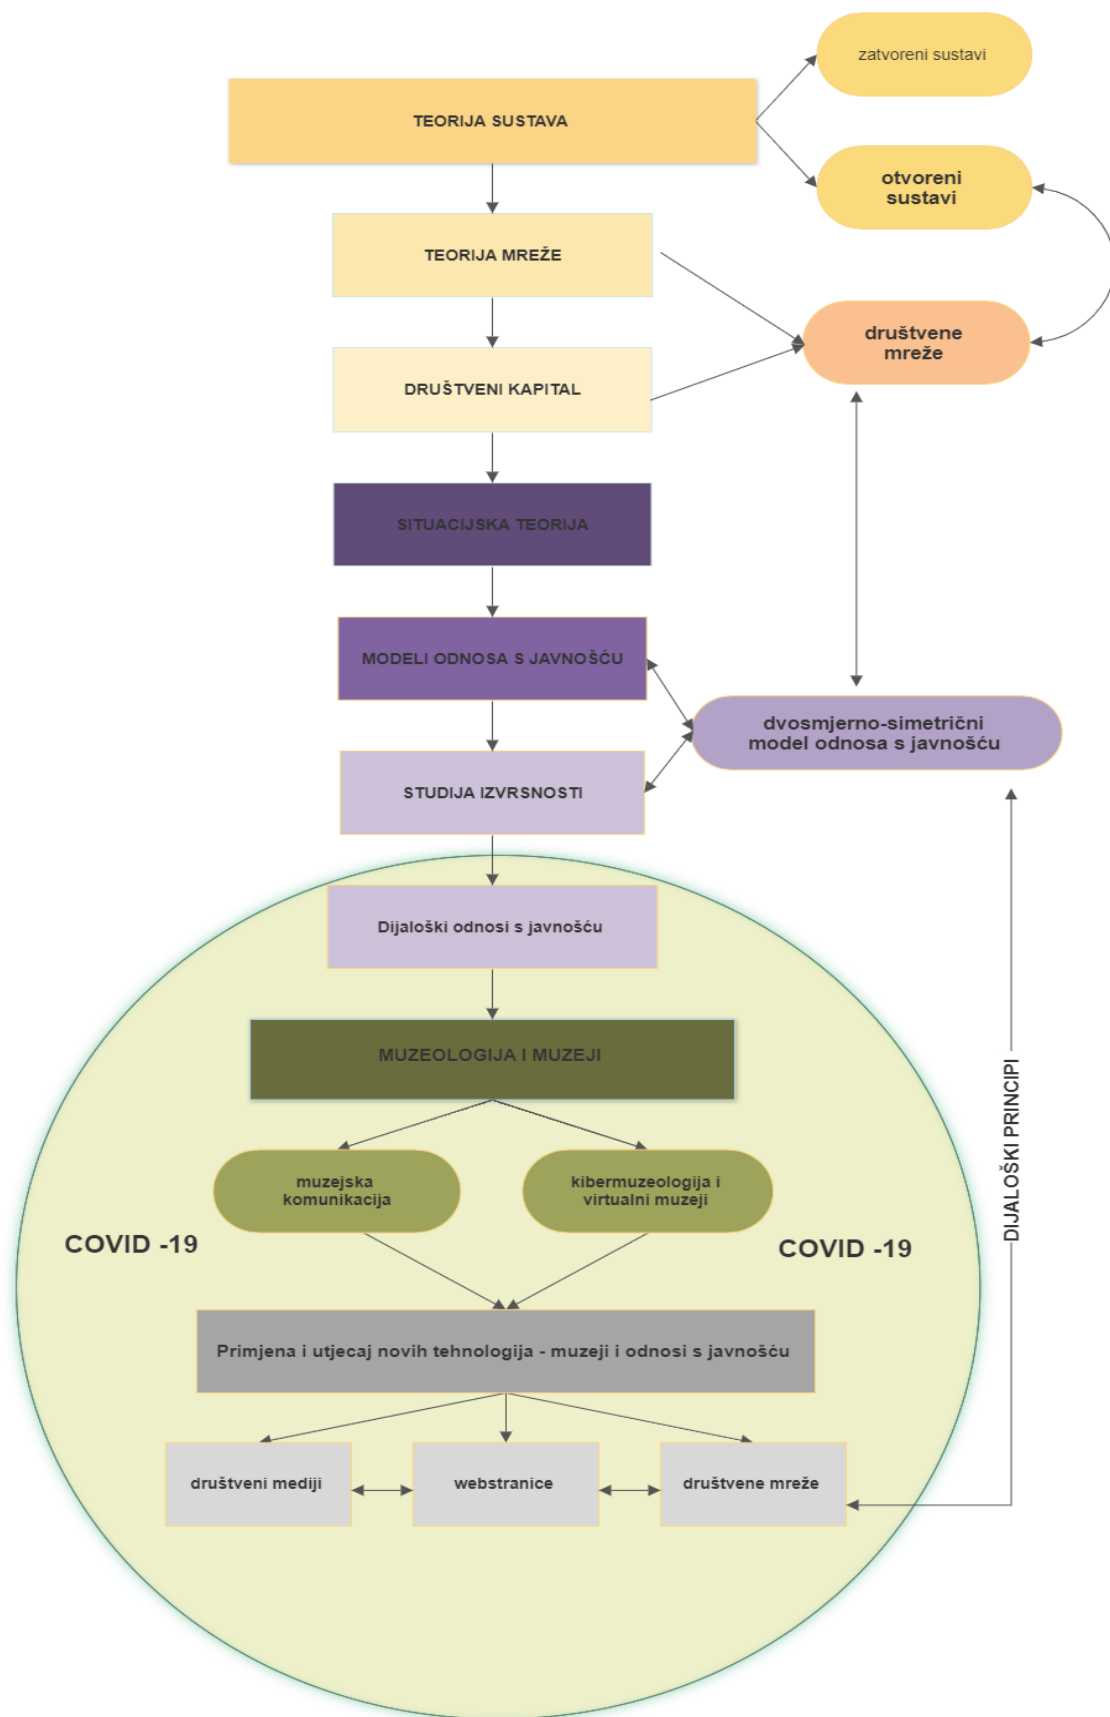 zatvoreni sustavi
TEORIJA SUSTAVA
otvoreni
sustavi
TEORIJA MREŽE
društvene
mreže
DRUŠTVENI KAPITAL
SITUACIJSKA TEORIJA
MODELI ODNOSA S JAVNOŠĆU
dvosmjerno-simetrični
model odnosa s javnošću
STUDIJA IZVRSNOSTI
Dijaloški odnosi s javnošću
MUZEOLOGIJA I MUZEJI
DIJALOŠKI PRINCIPI
muzejska
komunikacija
kibermuzeologija i
virtualni muzeji
COVID -19
COVID -19
Primjena i utjecaj novih tehnologija - muzeji i odnosi s javnošću
društveni mediji
webstranice
društvene mreže